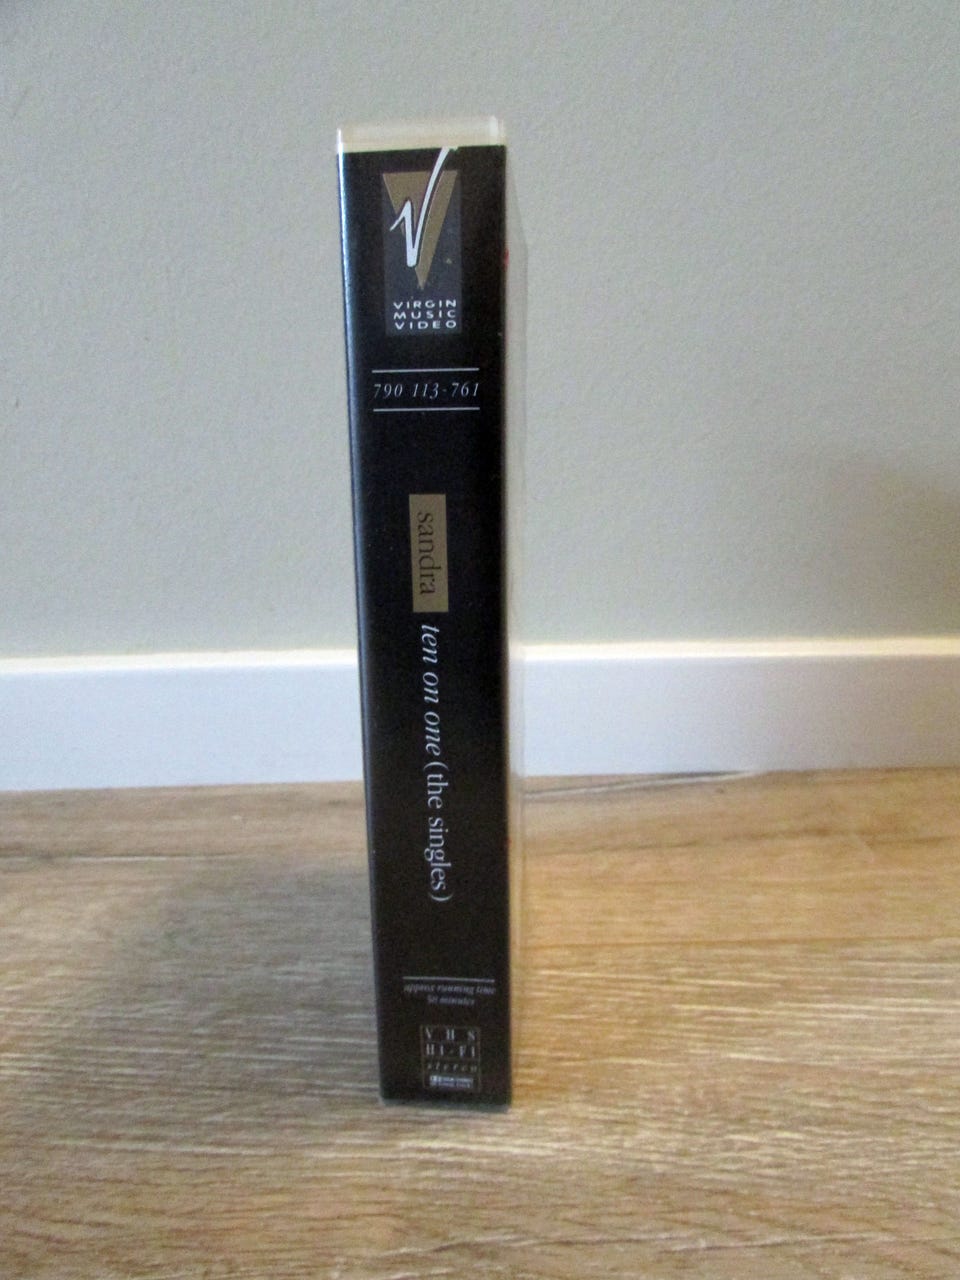 VIRGIN
MUSIC
VIDEO
790 113-761
sandra ten on one (the singles)
approx running time
50 minutes
VHS
HI-FI
stereo